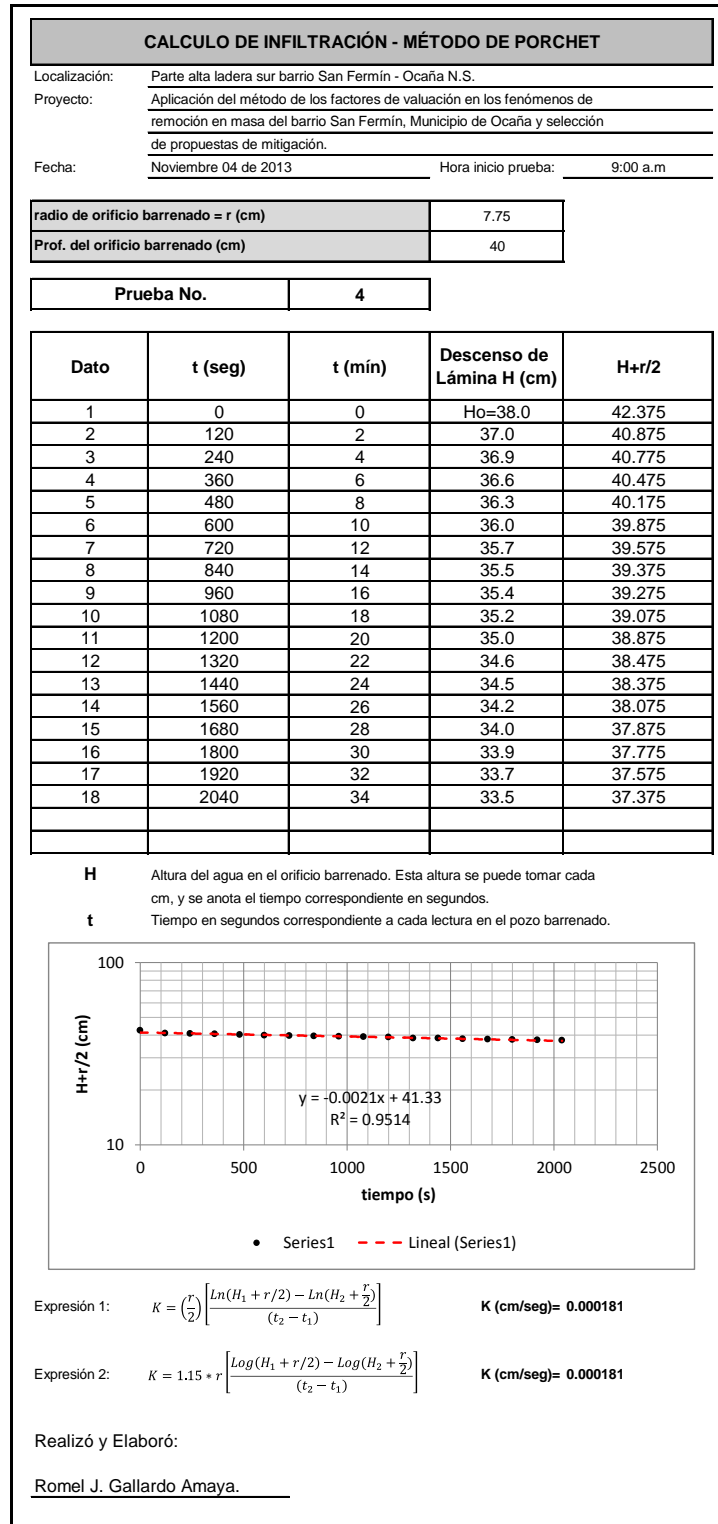 CALCULO DE INFILTRACIÓN - MÉTODO DE PORCHET
Localización: Parte alta ladera sur barrio San Fermín - Ocaña N.S.
Proyecto: Aplicación del método de los factores de valuación en los fenómenos de
remoción en masa del barrio San Fermín, Municipio de Ocaña y selección
de propuestas de mitigación.
Fecha: Noviembre 04 de 2013 Hora inicio prueba: 9:00 a.m
radio de orificio barrenado = r (cm) 7.75
Prof. del orificio barrenado (cm) 40
Prueba No. 4
Dato t (seg) t (mín) Descenso de Lámina H (cm) H+r/2
1 0 0 Ho=38.0 42.375
2 120 2 37.0 40.875
3 240 4 36.9 40.775
4 360 6 36.6 40.475
5 480 8 36.3 40.175
6 600 10 36.0 39.875
7 720 12 35.7 39.575
8 840 14 35.5 39.375
9 960 16 35.4 39.275
10 1080 18 35.2 39.075
11 1200 20 35.0 38.875
12 1320 22 34.6 38.475
13 1440 24 34.5 38.375
14 1560 26 34.2 38.075
15 1680 28 34.0 37.875
16 1800 30 33.9 37.775
17 1920 32 33.7 37.575
18 2040 34 33.5 37.375
H Altura del agua en el orificio barrenado. Esta altura se puede tomar cada
cm, y se anota el tiempo correspondiente en segundos.
t Tiempo en segundos correspondiente a cada lectura en el pozo barrenado.
100
H+r/2 (cm)
y = -0.0021x + 41.33
R² = 0.9514
10
0 500 1000 1500 2000 2500
tiempo (s)
Series1 Lineal (Series1)
Expresión 1: K = (r/2) [Ln(H₁ + r/2) − Ln(H₂ + r/2) / (t₂ − t₁)] K (cm/seg)= 0.000181
Expresión 2: K = 1.15 * r [Log(H₁ + r/2) − Log(H₂ + r/2) / (t₂ − t₁)] K (cm/seg)= 0.000181
Realizó y Elaboró:
Romel J. Gallardo Amaya.